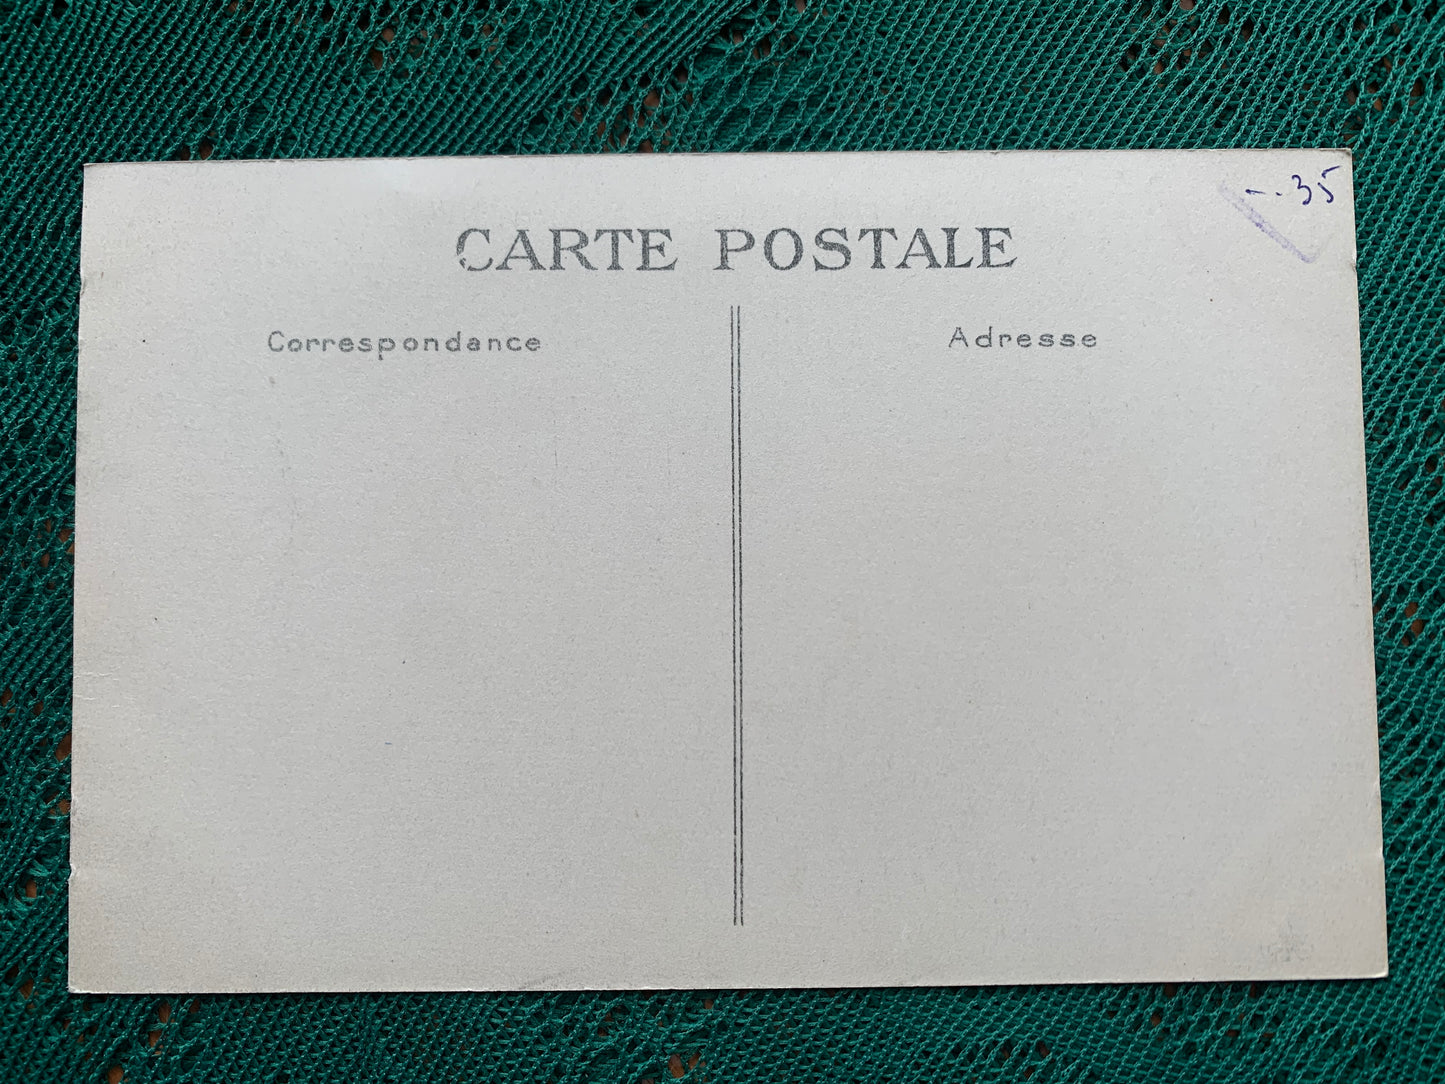 -.35
CARTE POSTALE
Correspondance
Adresse